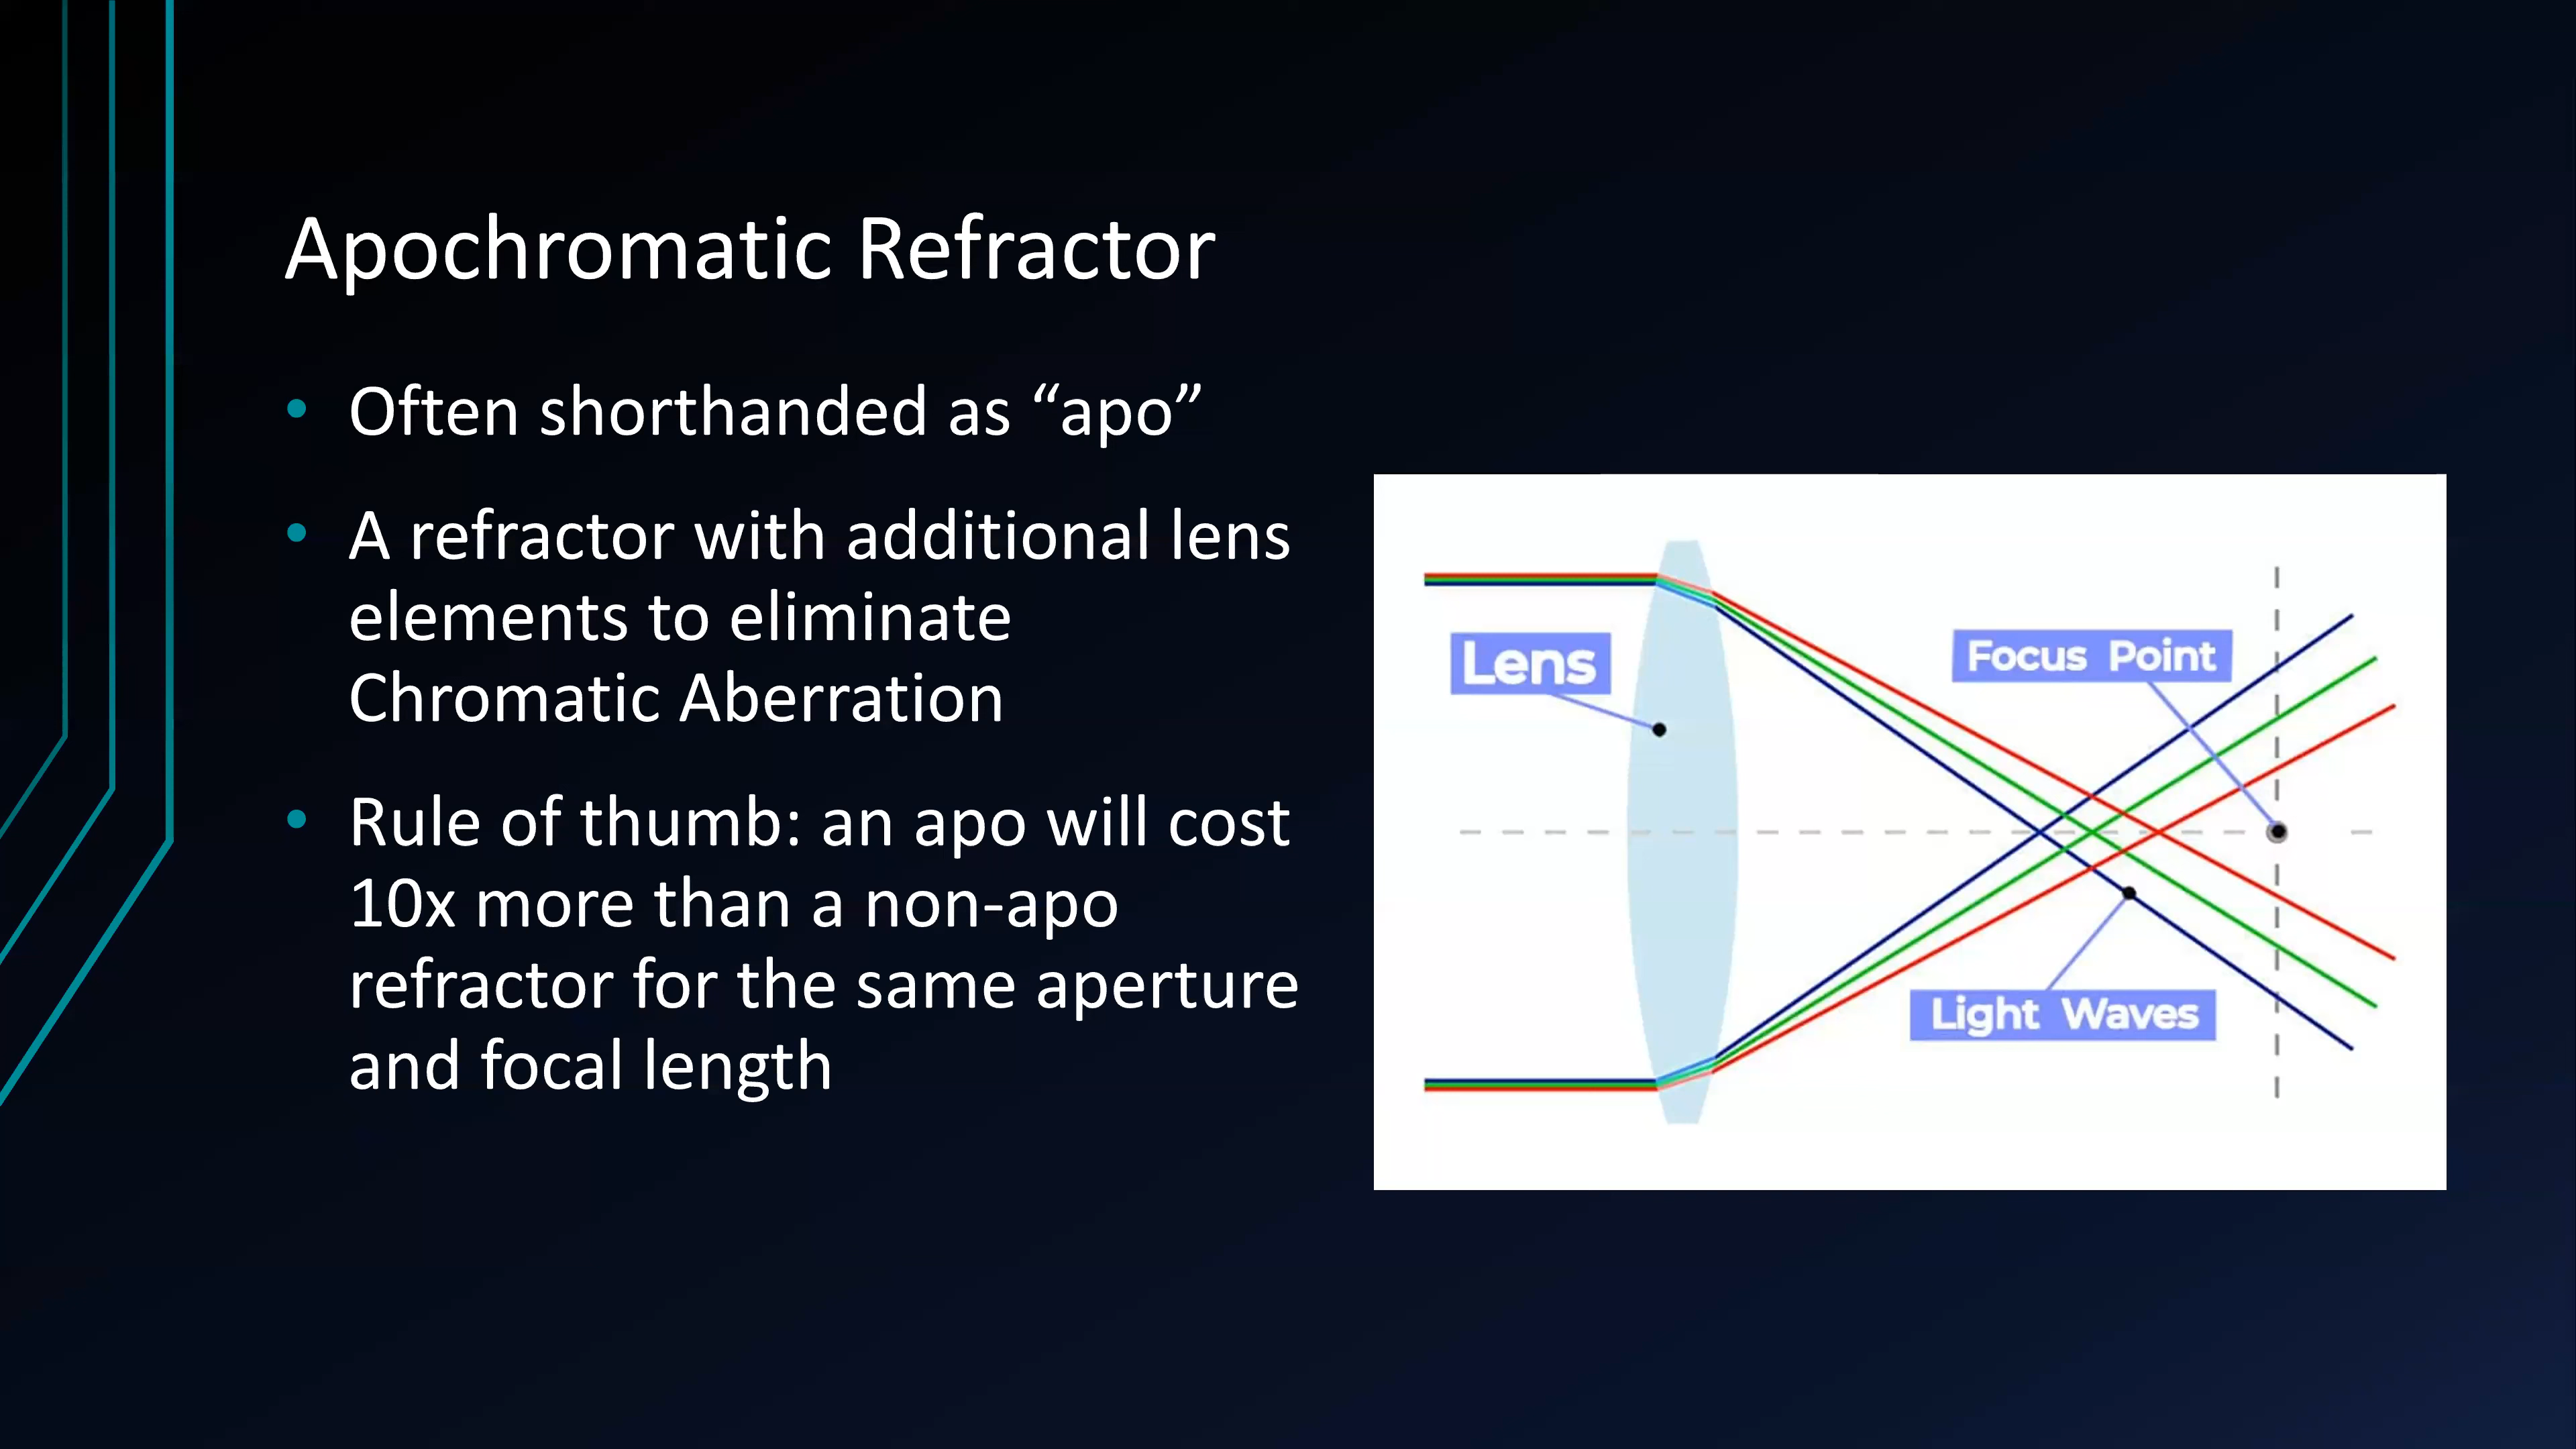 Apochromatic Refractor
• Often shorthanded as “apo”
• A refractor with additional lens
elements to eliminate
Chromatic Aberration
• Rule of thumb: an apo will cost
10x more than a non-apo
refractor for the same aperture
and focal length
Lens
Focus Point
Light Waves